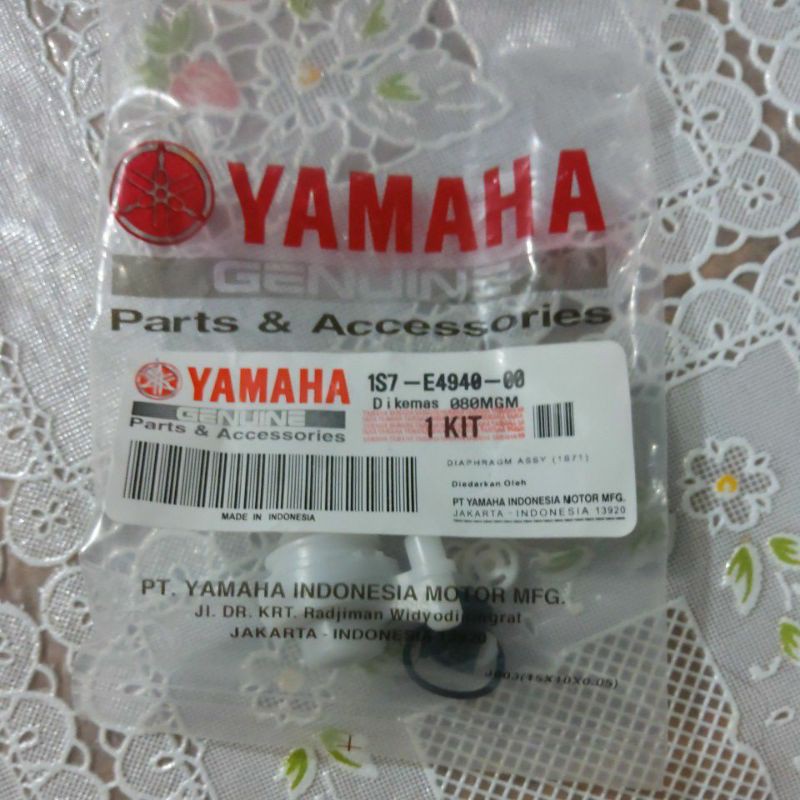 YAMAHA
GENUINE
Parts & Accessories
YAMAHA
GENUINE
Parts & Accessories
1S7-E4940-00
Dikemas 080MGM
1 KIT
DIAPHRAGM ASSY (1S71)
Diedarkan Oleh
PT YAMAHA INDONESIA MOTOR MFG.
JAKARTA - INDONESIA 13920
MADE IN INDONESIA
PT. YAMAHA INDONESIA MOTOR MFG.
Jl. DR. KRT. Radjiman Widyodiningrat
JAKARTA - INDONESIA 13920